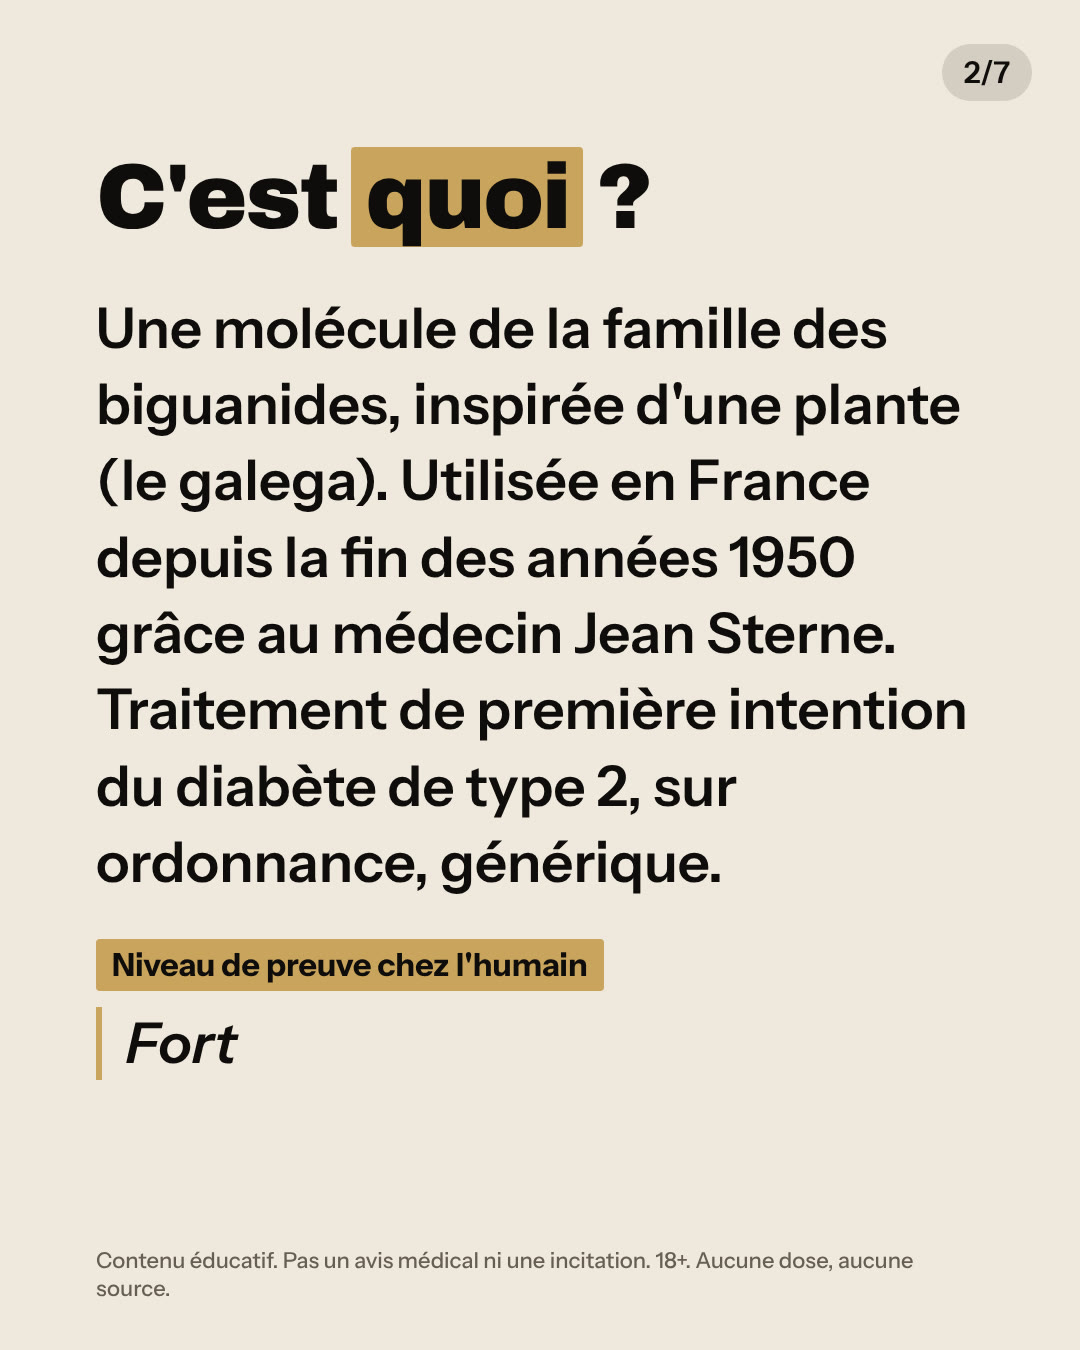 2/7
C'est quoi ?
Une molécule de la famille des
biguanides, inspirée d'une plante
(le galega). Utilisée en France
depuis la fin des années 1950
grâce au médecin Jean Sterne.
Traitement de première intention
du diabète de type 2, sur
ordonnance, générique.
Niveau de preuve chez l'humain
Fort
Contenu éducatif. Pas un avis médical ni une incitation. 18+. Aucune dose, aucune
source.